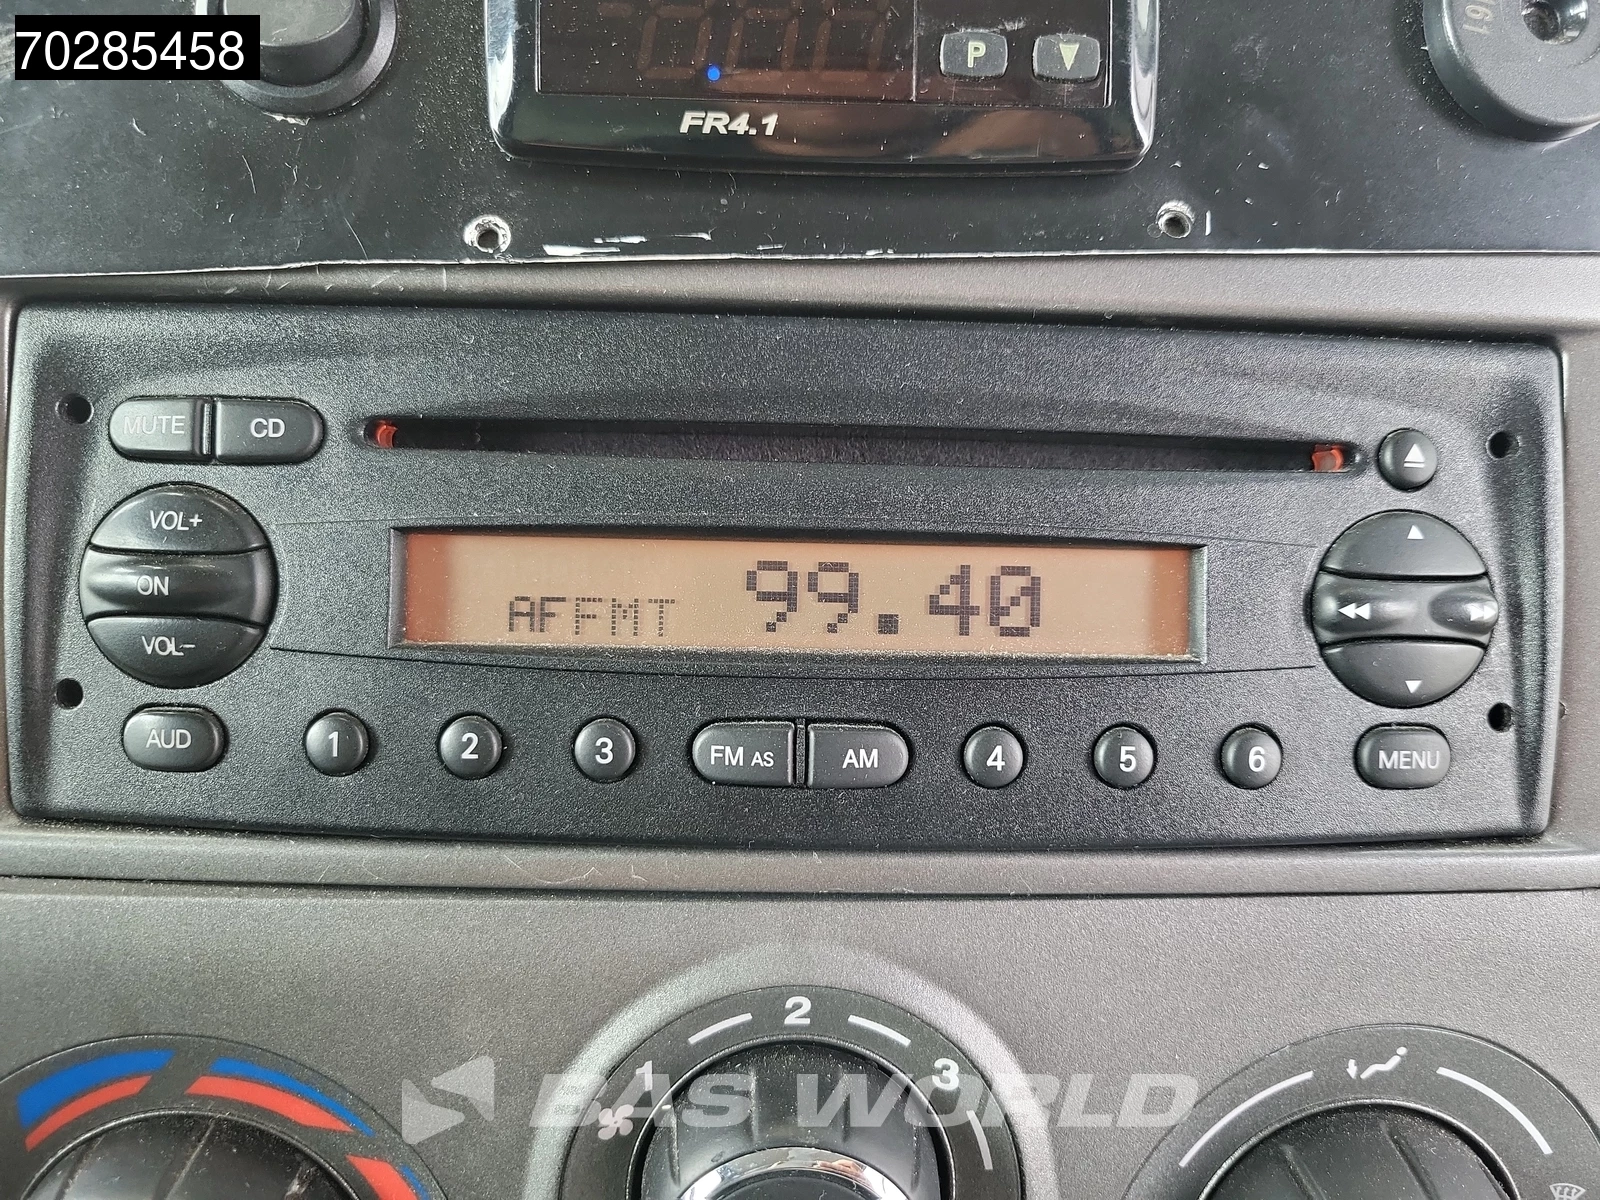 70285458
P
FR4.1
161
MUTE CD
VOL+
ON
VOL-
AFFMT 99.40
AUD 1 2 3 FM AS AM 4 5 6 MENU
1 2 3
BAS WORLD